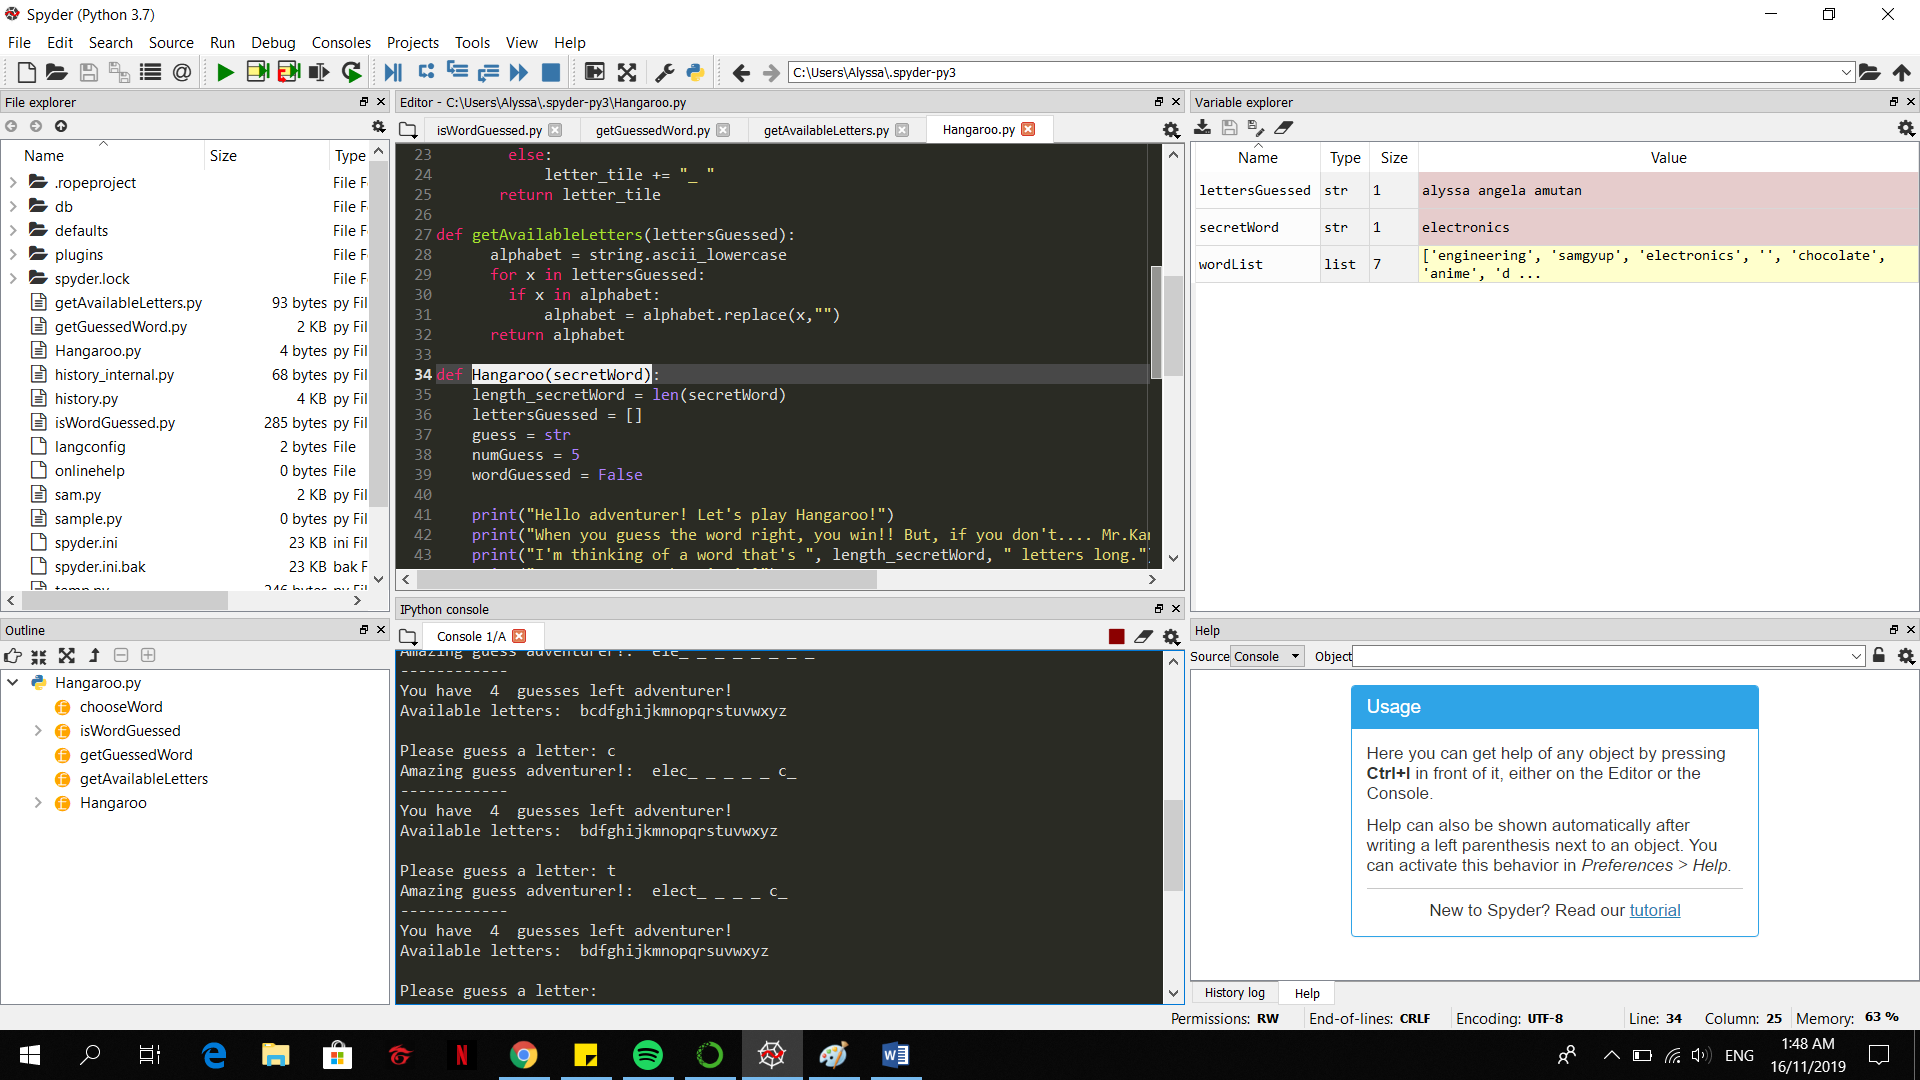 Spyder (Python 3.7)
File Edit Search Source Run Debug Consoles Projects Tools View Help
C:\Users\Alyssa\.spyder-py3
File explorer
Name Size Type
.ropeproject File F
db File F
defaults File F
plugins File F
spyder.lock File F
getAvailableLetters.py 93 bytes py Fil
getGuessedWord.py 2 KB py Fil
Hangaroo.py 4 bytes py Fil
history_internal.py 68 bytes py Fil
history.py 4 KB py Fil
isWordGuessed.py 285 bytes py Fil
langconfig 2 bytes File
onlinehelp 0 bytes File
sam.py 2 KB py Fil
sample.py 0 bytes py Fil
spyder.ini 23 KB ini Fil
spyder.ini.bak 23 KB bak F
temp.py 246 bytes py Fil
Outline
Hangaroo.py
chooseWord
isWordGuessed
getGuessedWord
getAvailableLetters
Hangaroo
Editor - C:\Users\Alyssa\.spyder-py3\Hangaroo.py
isWordGuessed.py getGuessedWord.py getAvailableLetters.py Hangaroo.py
23 else:
24 letter_tile += "_ "
25 return letter_tile
26
27 def getAvailableLetters(lettersGuessed):
28 alphabet = string.ascii_lowercase
29 for x in lettersGuessed:
30 if x in alphabet:
31 alphabet = alphabet.replace(x,"")
32 return alphabet
33
34 def Hangaroo(secretWord):
35 length_secretWord = len(secretWord)
36 lettersGuessed = []
37 guess = str
38 numGuess = 5
39 wordGuessed = False
40
41 print("Hello adventurer! Let's play Hangaroo!")
42 print("When you guess the word right, you win!! But, if you don't.... Mr.Kan
43 print("I'm thinking of a word that's ", length_secretWord, " letters long.")
IPython console
Console 1/A
Amazing guess adventurer!: ele_ _ _ _ _ _ _ _
------------
You have 4 guesses left adventurer!
Available letters: bcdfghijkmnopqrstuvwxyz
Please guess a letter: c
Amazing guess adventurer!: elec_ _ _ _ _ c_
------------
You have 4 guesses left adventurer!
Available letters: bdfghijkmnopqrstuvwxyz
Please guess a letter: t
Amazing guess adventurer!: elect_ _ _ _ c_
------------
You have 4 guesses left adventurer!
Available letters: bdfghijkmnopqrsuvwxyz
Please guess a letter:
Variable explorer
Name Type Size Value
lettersGuessed str 1 alyssa angela amutan
secretWord str 1 electronics
wordList list 7 ['engineering', 'samgyup', 'electronics', '', 'chocolate',
'anime', 'd ...
Help
Source Console Object
Usage
Here you can get help of any object by pressing
Ctrl+I in front of it, either on the Editor or the
Console.
Help can also be shown automatically after
writing a left parenthesis next to an object. You
can activate this behavior in Preferences > Help.
New to Spyder? Read our tutorial
History log Help
Permissions: RW End-of-lines: CRLF Encoding: UTF-8 Line: 34 Column: 25 Memory: 63 %
ENG
1:48 AM
16/11/2019